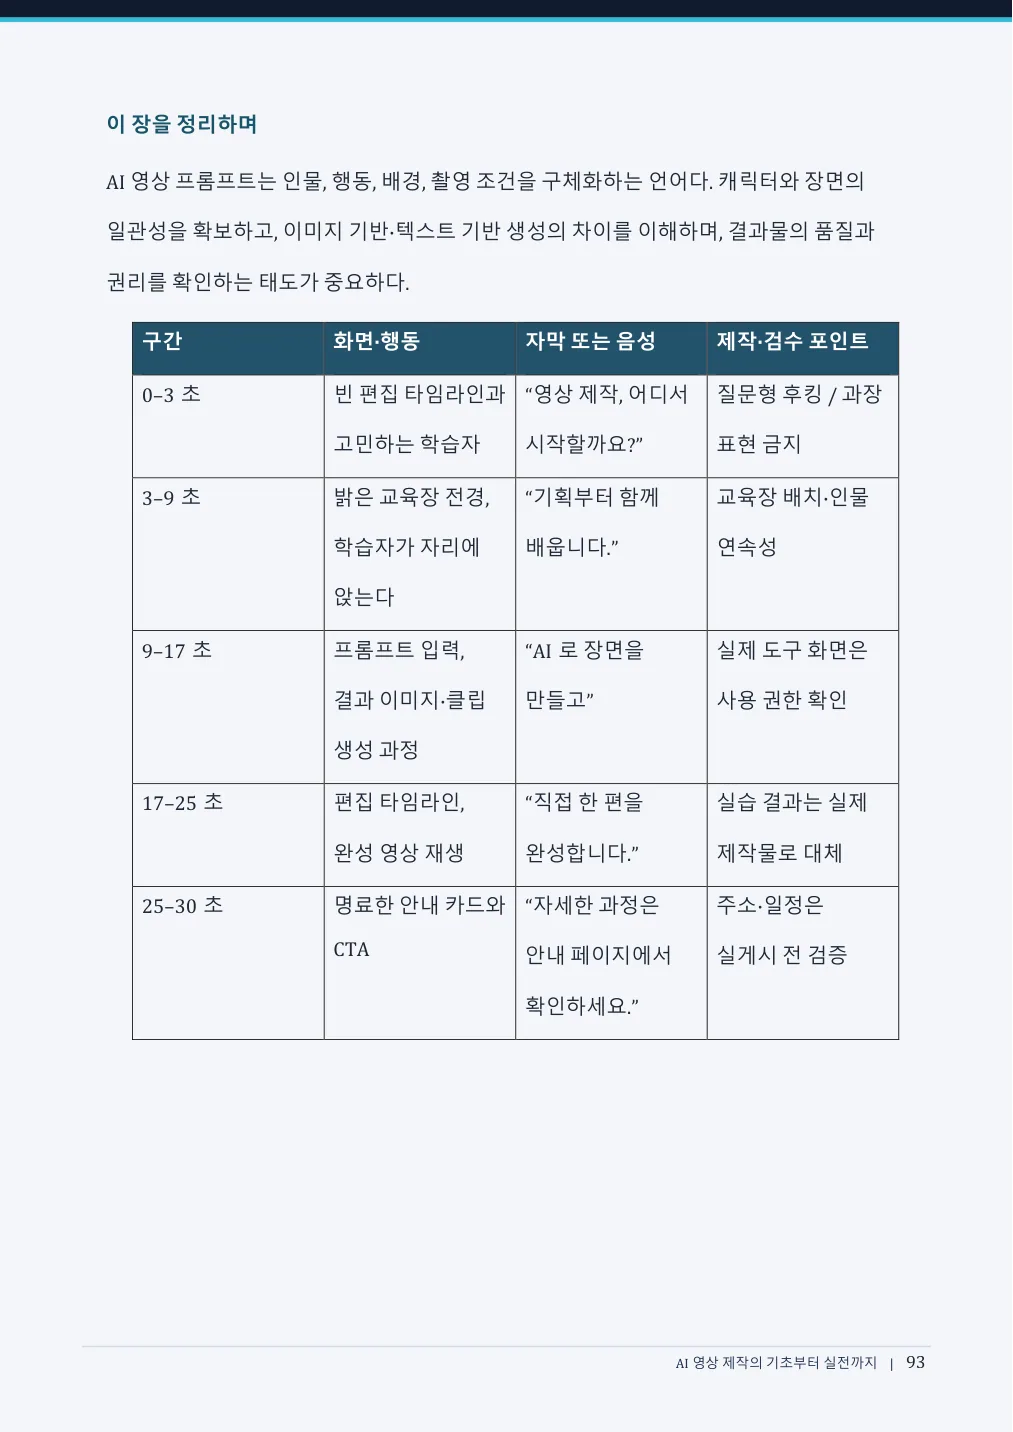 이 장을 정리하며
AI 영상 프롬프트는 인물, 행동, 배경, 촬영 조건을 구체화하는 언어다. 캐릭터와 장면의
일관성을 확보하고, 이미지 기반·텍스트 기반 생성의 차이를 이해하며, 결과물의 품질과
권리를 확인하는 태도가 중요하다.
구간 화면·행동 자막 또는 음성 제작·검수 포인트
0–3 초
빈 편집 타임라인과
고민하는 학습자
“영상 제작, 어디서
시작할까요?”
질문형 후킹 / 과장
표현 금지
3–9 초
밝은 교육장 전경,
학습자가 자리에
앉는다
“기획부터 함께
배웁니다.”
교육장 배치·인물
연속성
9–17 초
프롬프트 입력,
결과 이미지·클립
생성 과정
“AI 로 장면을
만들고”
실제 도구 화면은
사용 권한 확인
17–25 초
편집 타임라인,
완성 영상 재생
“직접 한 편을
완성합니다.”
실습 결과는 실제
제작물로 대체
25–30 초
명료한 안내 카드와
CTA
“자세한 과정은
안내 페이지에서
확인하세요.”
주소·일정은
실게시 전 검증
AI 영상 제작의 기초부터 실전까지 | 93